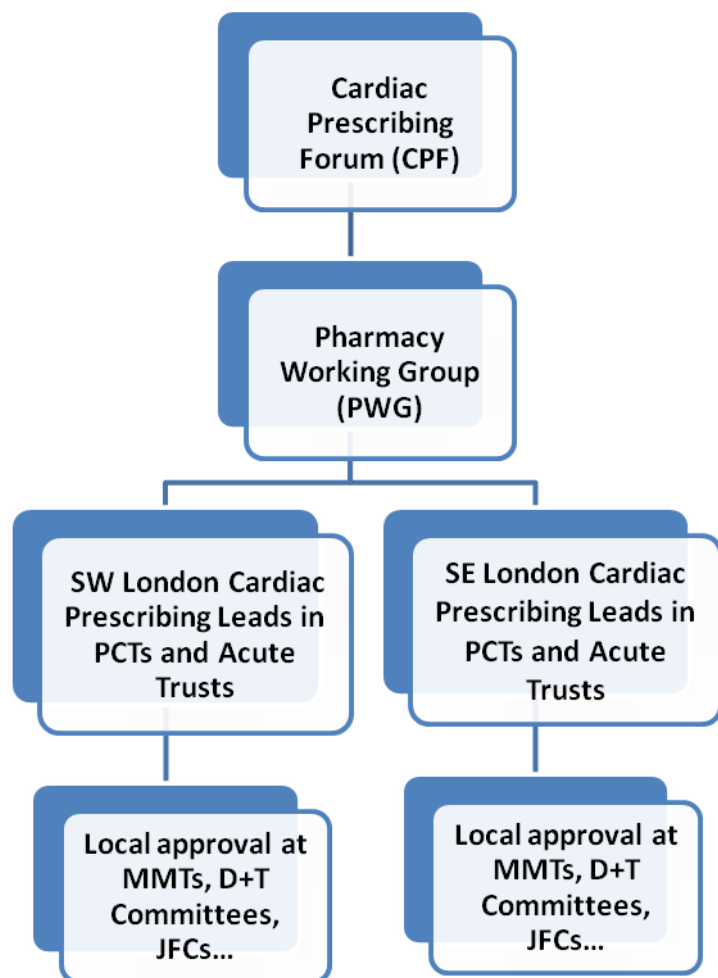 Cardiac
Prescribing
Forum (CPF)
Pharmacy
Working Group
(PWG)
SW London Cardiac
Prescribing Leads in
PCTs and Acute
Trusts
SE London Cardiac
Prescribing Leads in
PCTs and Acute
Trusts
Local approval at
MMTs, D+T
Committees,
JFCs...
Local approval at
MMTs, D+T
Committees,
JFCs...